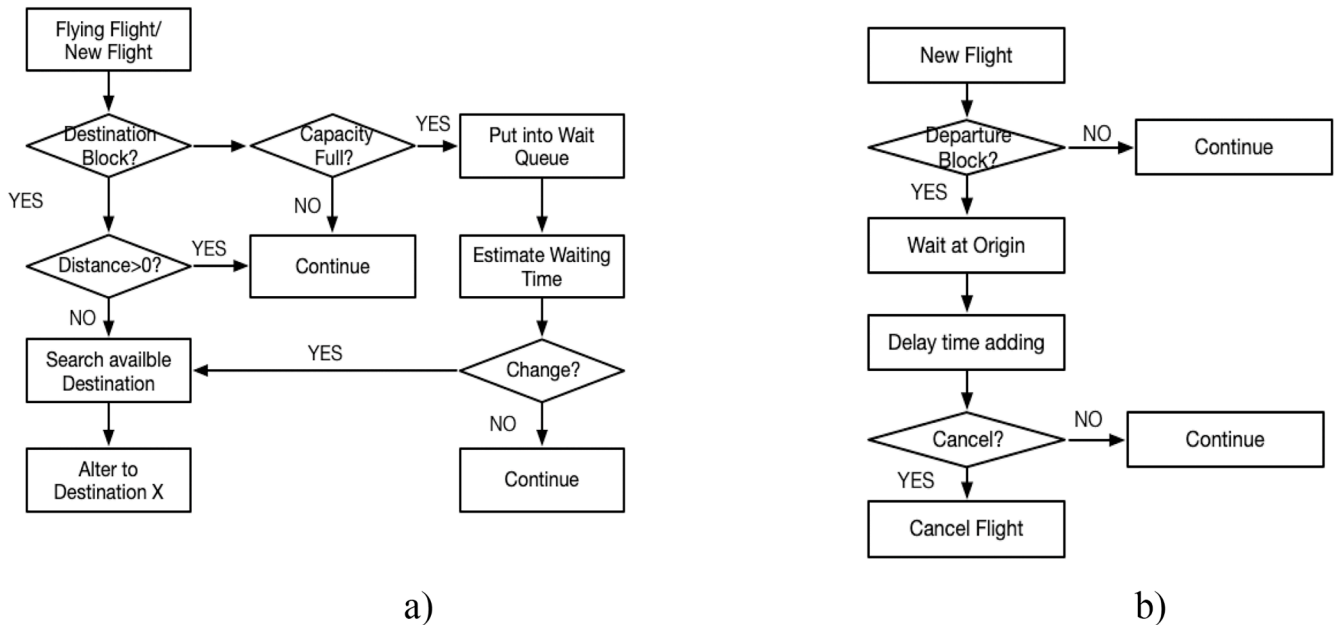 Flying Flight/
New Flight
Destination
Block?
Capacity
Full?
YES
Put into Wait
Queue
YES
NO
Distance>0?
YES
Continue
Estimate Waiting
Time
NO
Search availble
Destination
YES
Change?
NO
Alter to
Destination X
Continue
a)
New Flight
Departure
Block?
NO
Continue
YES
Wait at Origin
Delay time adding
Cancel?
NO
Continue
YES
Cancel Flight
b)